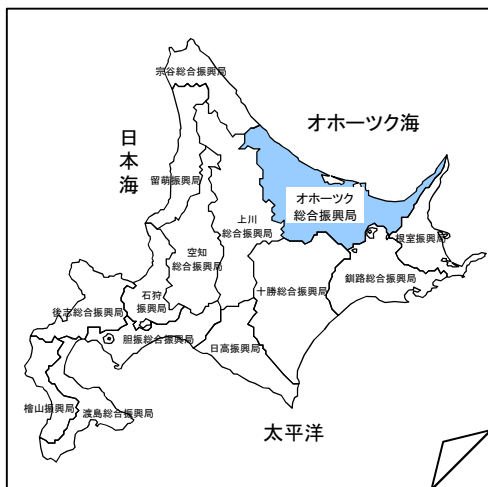 宗谷総合振興局
オホーツク海
日本海
留萌振興局
オホーツク
総合振興局
上川
総合振興局
空知
総合振興局
根室振興局
釧路総合振興局
十勝総合振興局
石狩
振興局
後志総合振興局
胆振総合振興局
日高振興局
檜山振興局
渡島総合振興局
太平洋